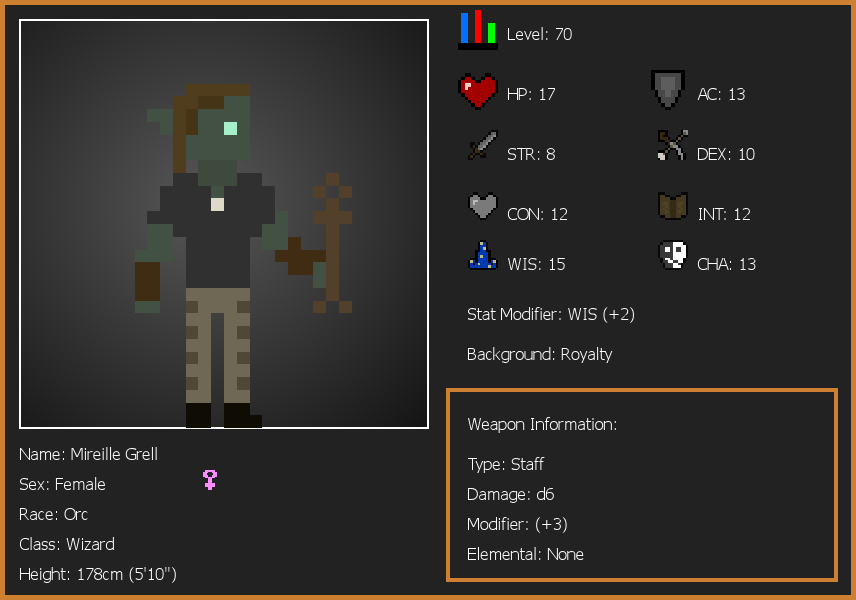 Level: 70
HP: 17
AC: 13
STR: 8
DEX: 10
CON: 12
INT: 12
WIS: 15
CHA: 13
Stat Modifier: WIS (+2)
Background: Royalty
Weapon Information:
Type: Staff
Damage: d6
Modifier: (+3)
Elemental: None
Name: Mireille Grell
Sex: Female
Race: Orc
Class: Wizard
Height: 178cm (5'10")